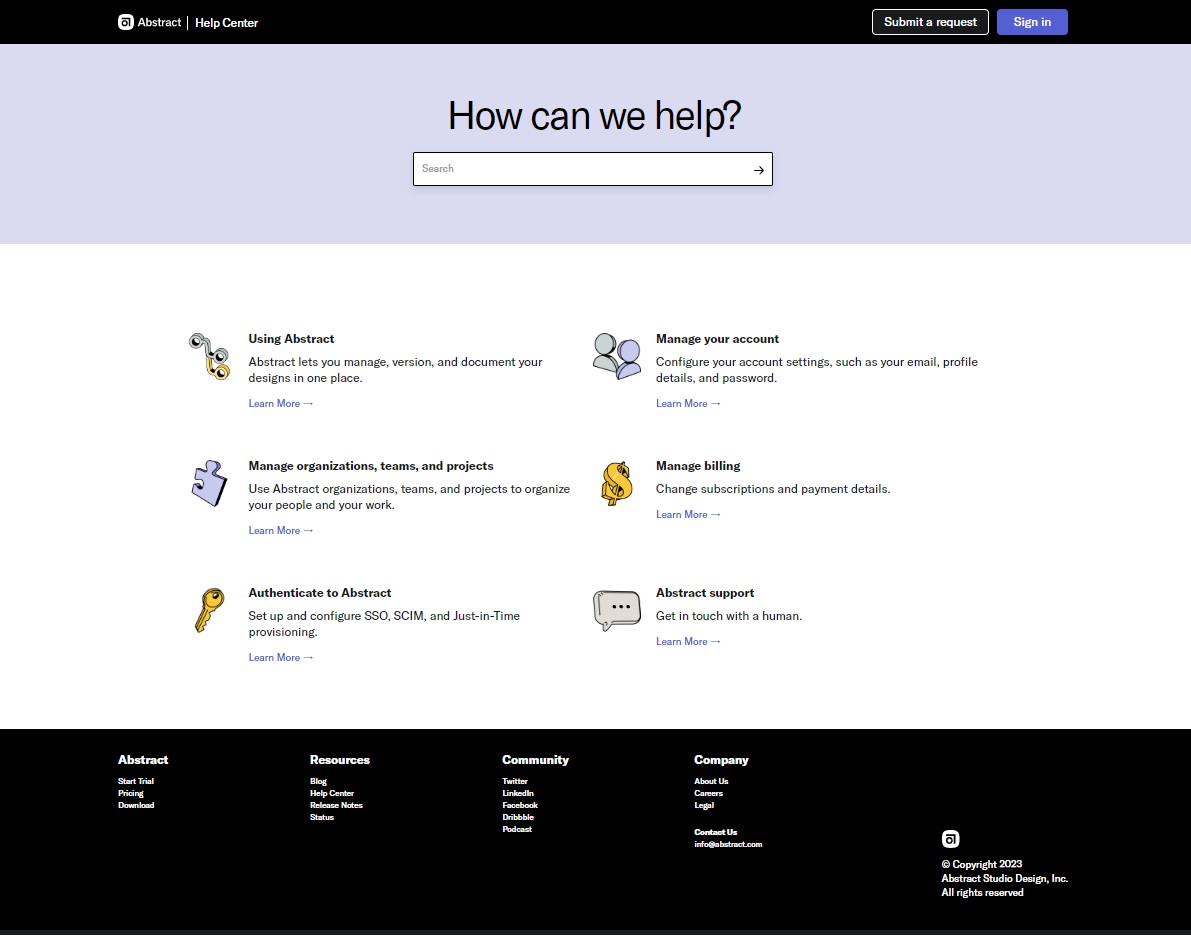 Abstract | Help Center
Submit a request
Sign in
How can we help?
Search →
Using Abstract
Abstract lets you manage, version, and document your
designs in one place.
Learn More →
Manage your account
Configure your account settings, such as your email, profile
details, and password.
Learn More →
Manage organizations, teams, and projects
Use Abstract organizations, teams, and projects to organize
your people and your work.
Learn More →
Manage billing
Change subscriptions and payment details.
Learn More →
Authenticate to Abstract
Set up and configure SSO, SCIM, and Just-in-Time
provisioning.
Learn More →
Abstract support
Get in touch with a human.
Learn More →
Abstract
Start Trial
Pricing
Download
Resources
Blog
Help Center
Release Notes
Status
Community
Twitter
LinkedIn
Facebook
Dribbble
Podcast
Company
About Us
Careers
Legal
Contact Us
info@abstract.com
© Copyright 2023
Abstract Studio Design, Inc.
All rights reserved